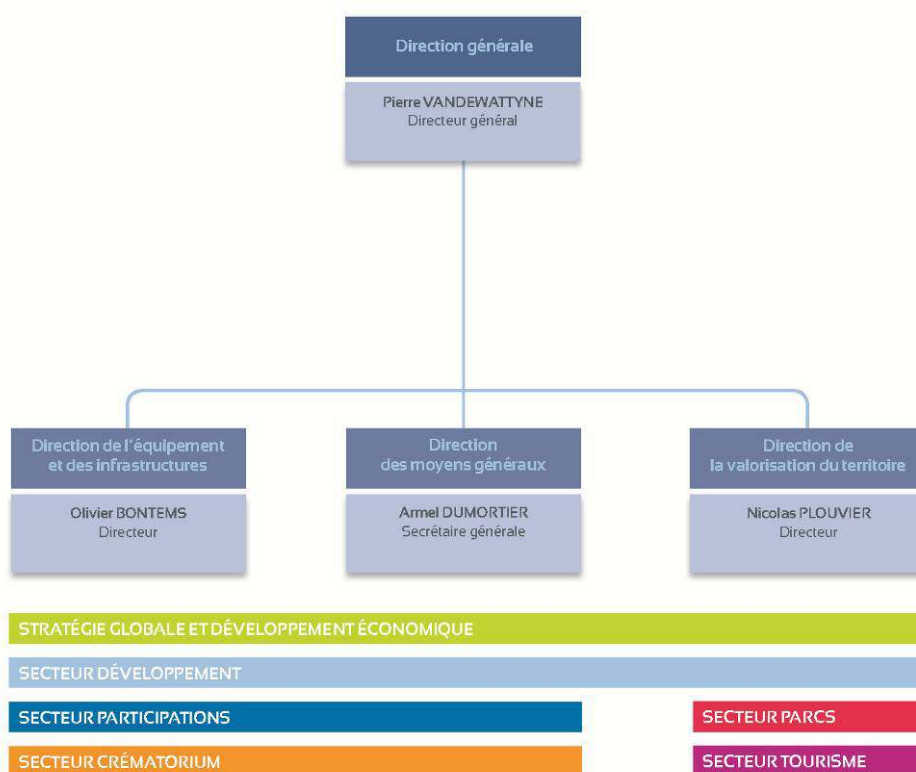 Direction générale
Pierre VANDEWATTYNE
Directeur général
Direction de l'équipement
et des infrastructures
Olivier BONTEMS
Directeur
Direction
des moyens généraux
Armel DUMORTIER
Secrétaire générale
Direction de
la valorisation du territoire
Nicolas PLOUVIER
Directeur
STRATÉGIE GLOBALE ET DÉVELOPPEMENT ÉCONOMIQUE
SECTEUR DÉVELOPPEMENT
SECTEUR PARTICIPATIONS
SECTEUR PARCS
SECTEUR CRÉMATORIUM
SECTEUR TOURISME